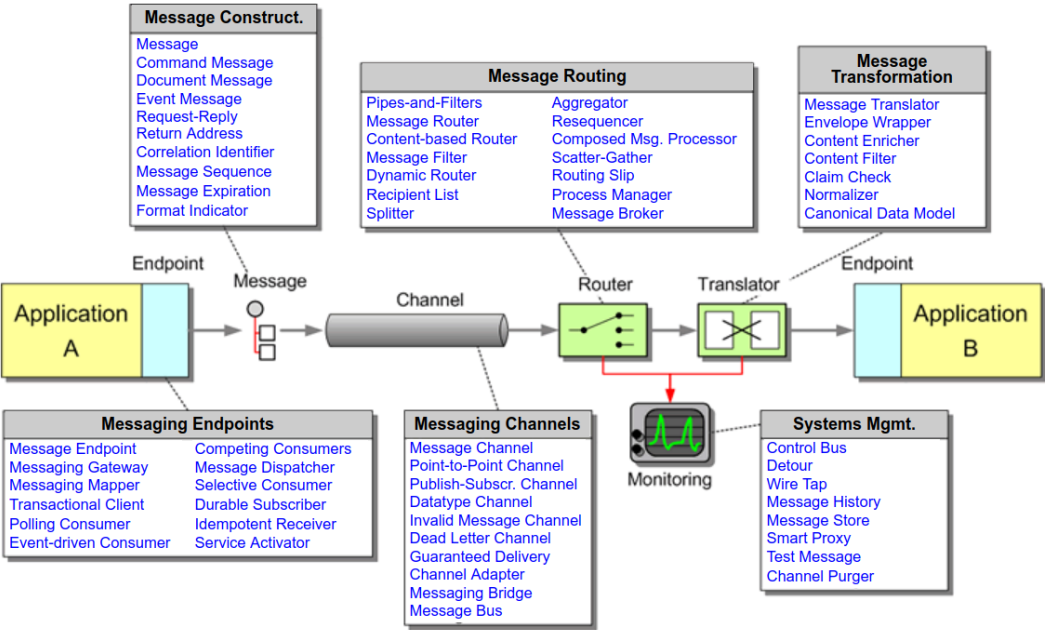 Message Construct.
Message
Command Message
Document Message
Event Message
Request-Reply
Return Address
Correlation Identifier
Message Sequence
Message Expiration
Format Indicator
Message Routing
Pipes-and-Filters
Message Router
Content-based Router
Message Filter
Dynamic Router
Recipient List
Splitter
Aggregator
Resequencer
Composed Msg. Processor
Scatter-Gather
Routing Slip
Process Manager
Message Broker
Message
Transformation
Message Translator
Envelope Wrapper
Content Enricher
Content Filter
Claim Check
Normalizer
Canonical Data Model
Endpoint
Application
A
Message
Channel
Router
Translator
Endpoint
Application
B
Messaging Endpoints
Message Endpoint
Messaging Gateway
Messaging Mapper
Transactional Client
Polling Consumer
Event-driven Consumer
Competing Consumers
Message Dispatcher
Selective Consumer
Durable Subscriber
Idempotent Receiver
Service Activator
Messaging Channels
Message Channel
Point-to-Point Channel
Publish-Subscr. Channel
Datatype Channel
Invalid Message Channel
Dead Letter Channel
Guaranteed Delivery
Channel Adapter
Messaging Bridge
Message Bus
Monitoring
Systems Mgmt.
Control Bus
Detour
Wire Tap
Message History
Message Store
Smart Proxy
Test Message
Channel Purger